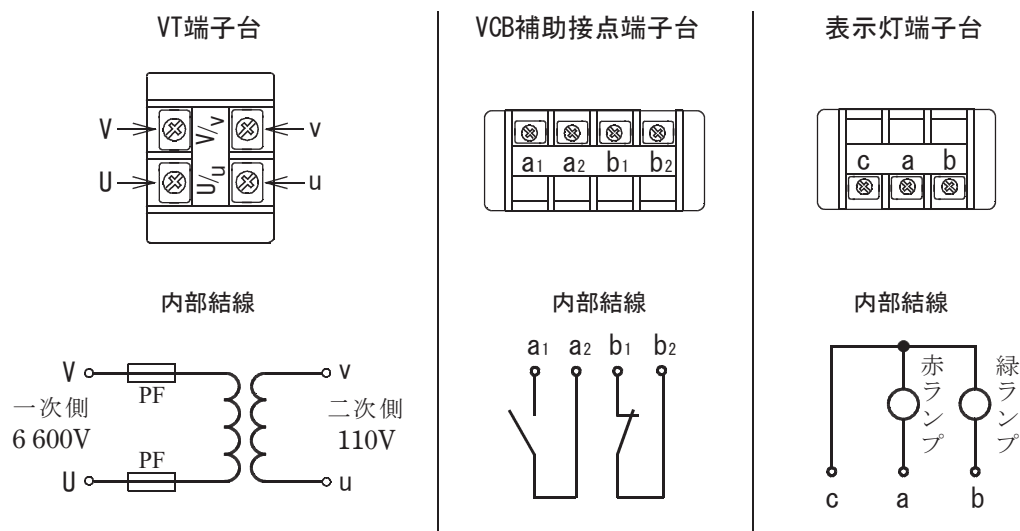 VT端子台
V
V/v
v
U
U/u
u
内部結線
V
PF
v
一次側
6 600V
二次側
110V
PF
U
u
VCB補助接点端子台
a1 a2 b1 b2
内部結線
a1 a2 b1 b2
表示灯端子台
c a b
内部結線
赤ランプ
緑ランプ
c a b